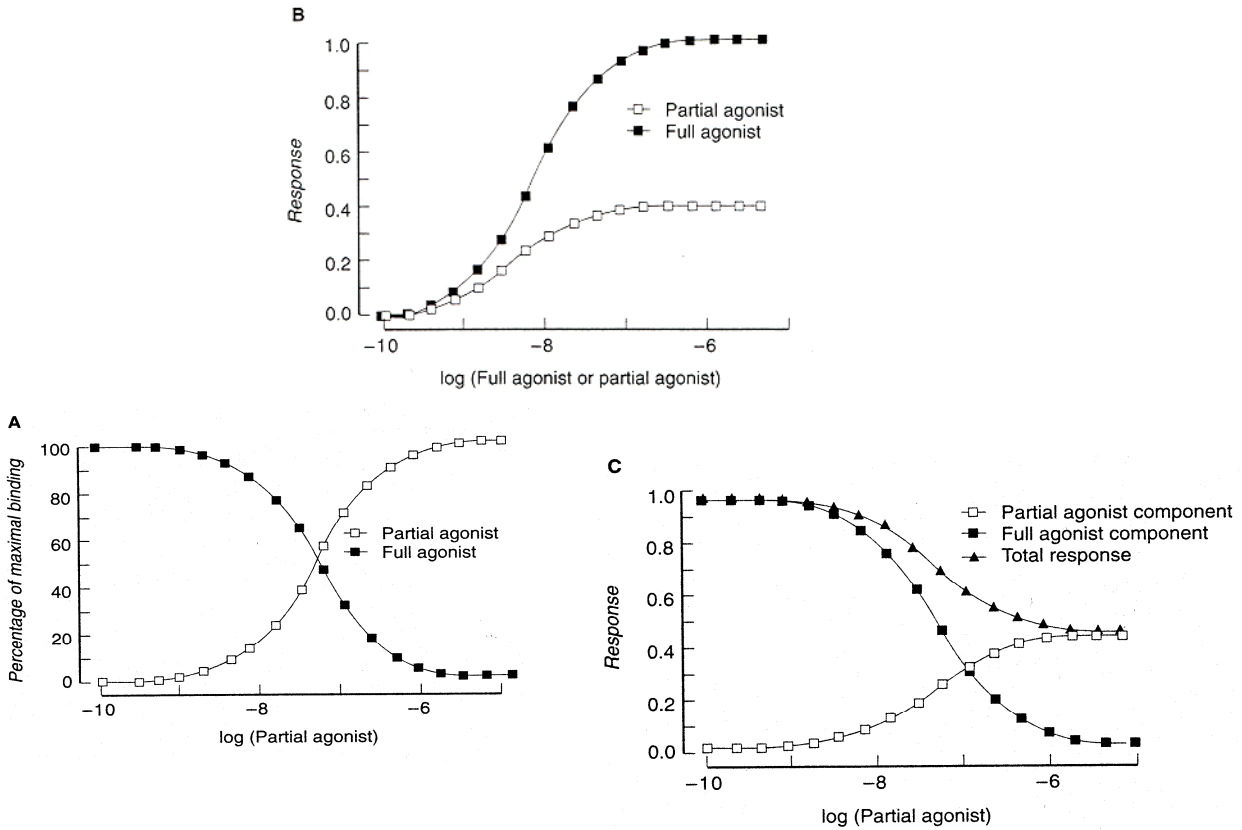 B
Response
1.0
0.8
0.6
0.4
0.2
0.0
Partial agonist
Full agonist
−10
−8
−6
log (Full agonist or partial agonist)
A
Percentage of maximal binding
100
80
60
40
20
0
Partial agonist
Full agonist
−10
−8
−6
log (Partial agonist)
C
Response
1.0
0.8
0.6
0.4
0.2
0.0
Partial agonist component
Full agonist component
Total response
−10
−8
−6
log (Partial agonist)